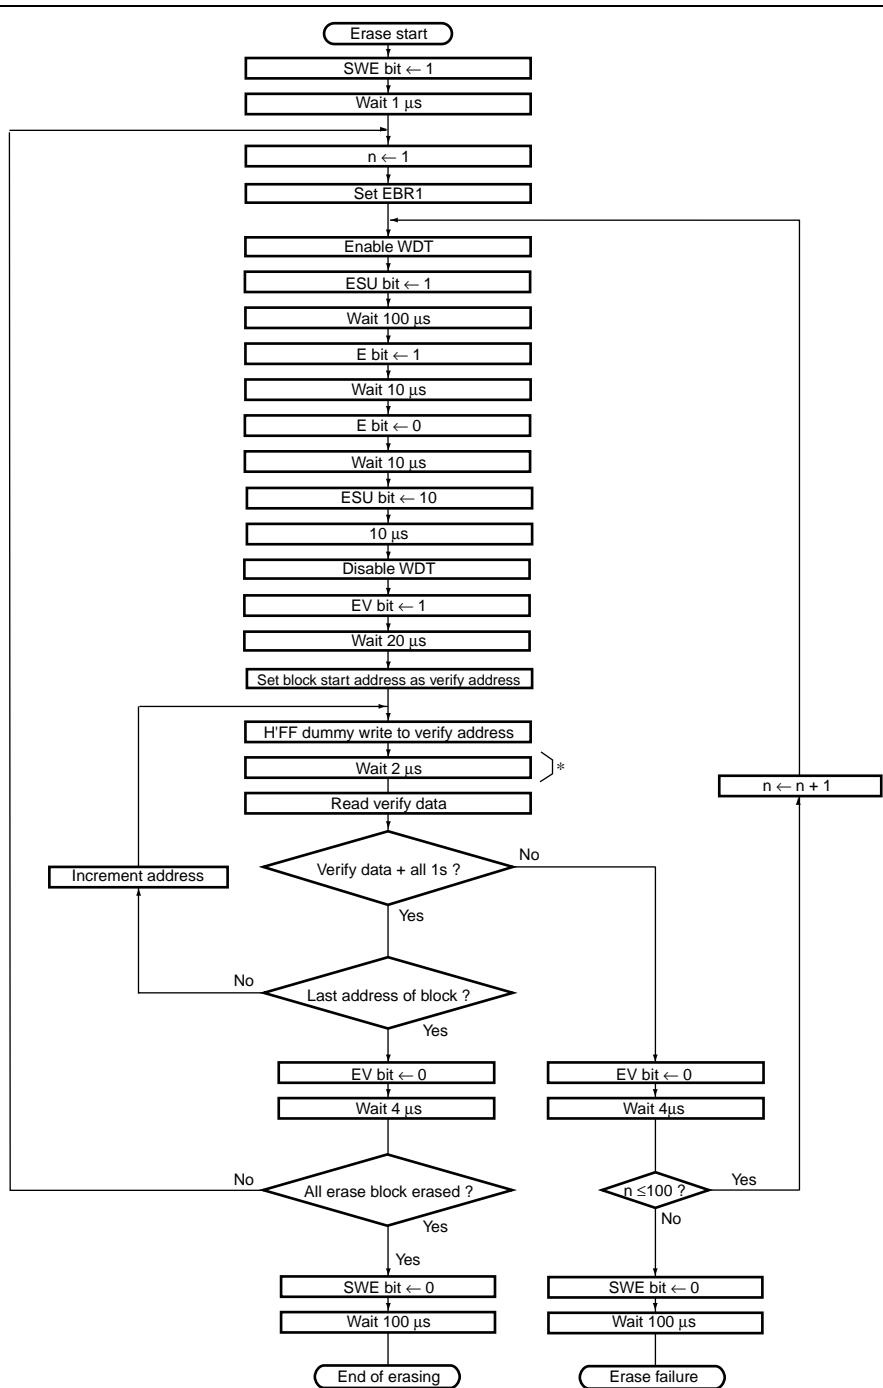 Erase start
SWE bit ← 1
Wait 1 μs
n ← 1
Set EBR1
Enable WDT
ESU bit ← 1
Wait 100 μs
E bit ← 1
Wait 10 μs
E bit ← 0
Wait 10 μs
ESU bit ← 10
10 μs
Disable WDT
EV bit ← 1
Wait 20 μs
Set block start address as verify address
H'FF dummy write to verify address
Wait 2 μs
*
n ← n + 1
Read verify data
No
Verify data + all 1s ?
Increment address
Yes
No
Last address of block ?
Yes
EV bit ← 0
EV bit ← 0
Wait 4 μs
Wait 4μs
No
All erase block erased ?
n ≤100 ?
Yes
Yes
No
Yes
SWE bit ← 0
SWE bit ← 0
Wait 100 μs
Wait 100 μs
End of erasing
Erase failure